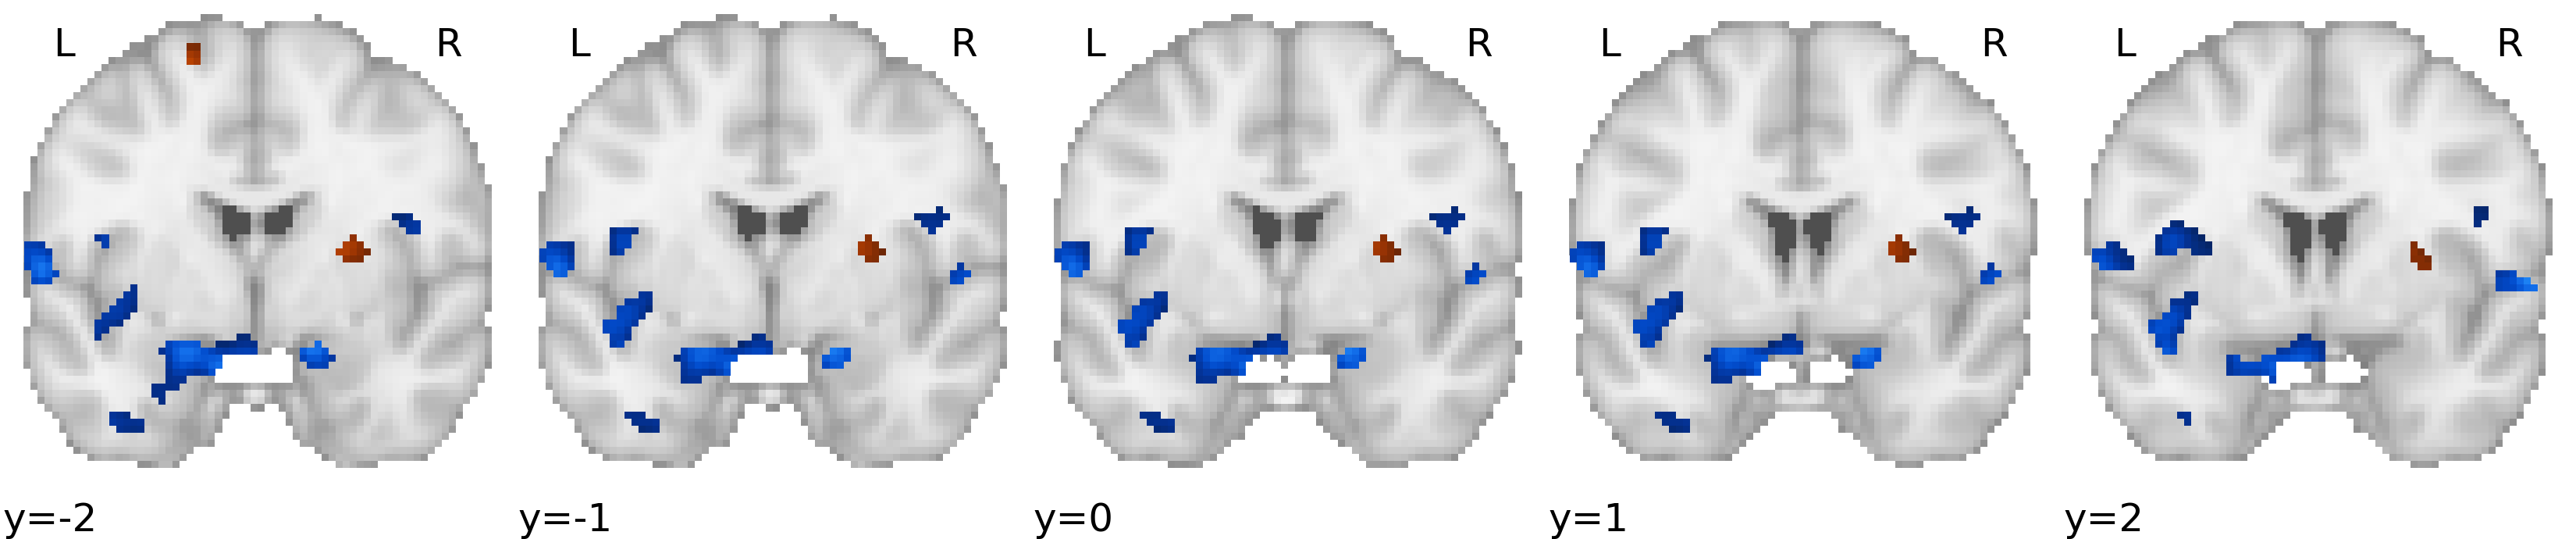 L R L R L R L R L R
y=-2 y=-1 y=0 y=1 y=2